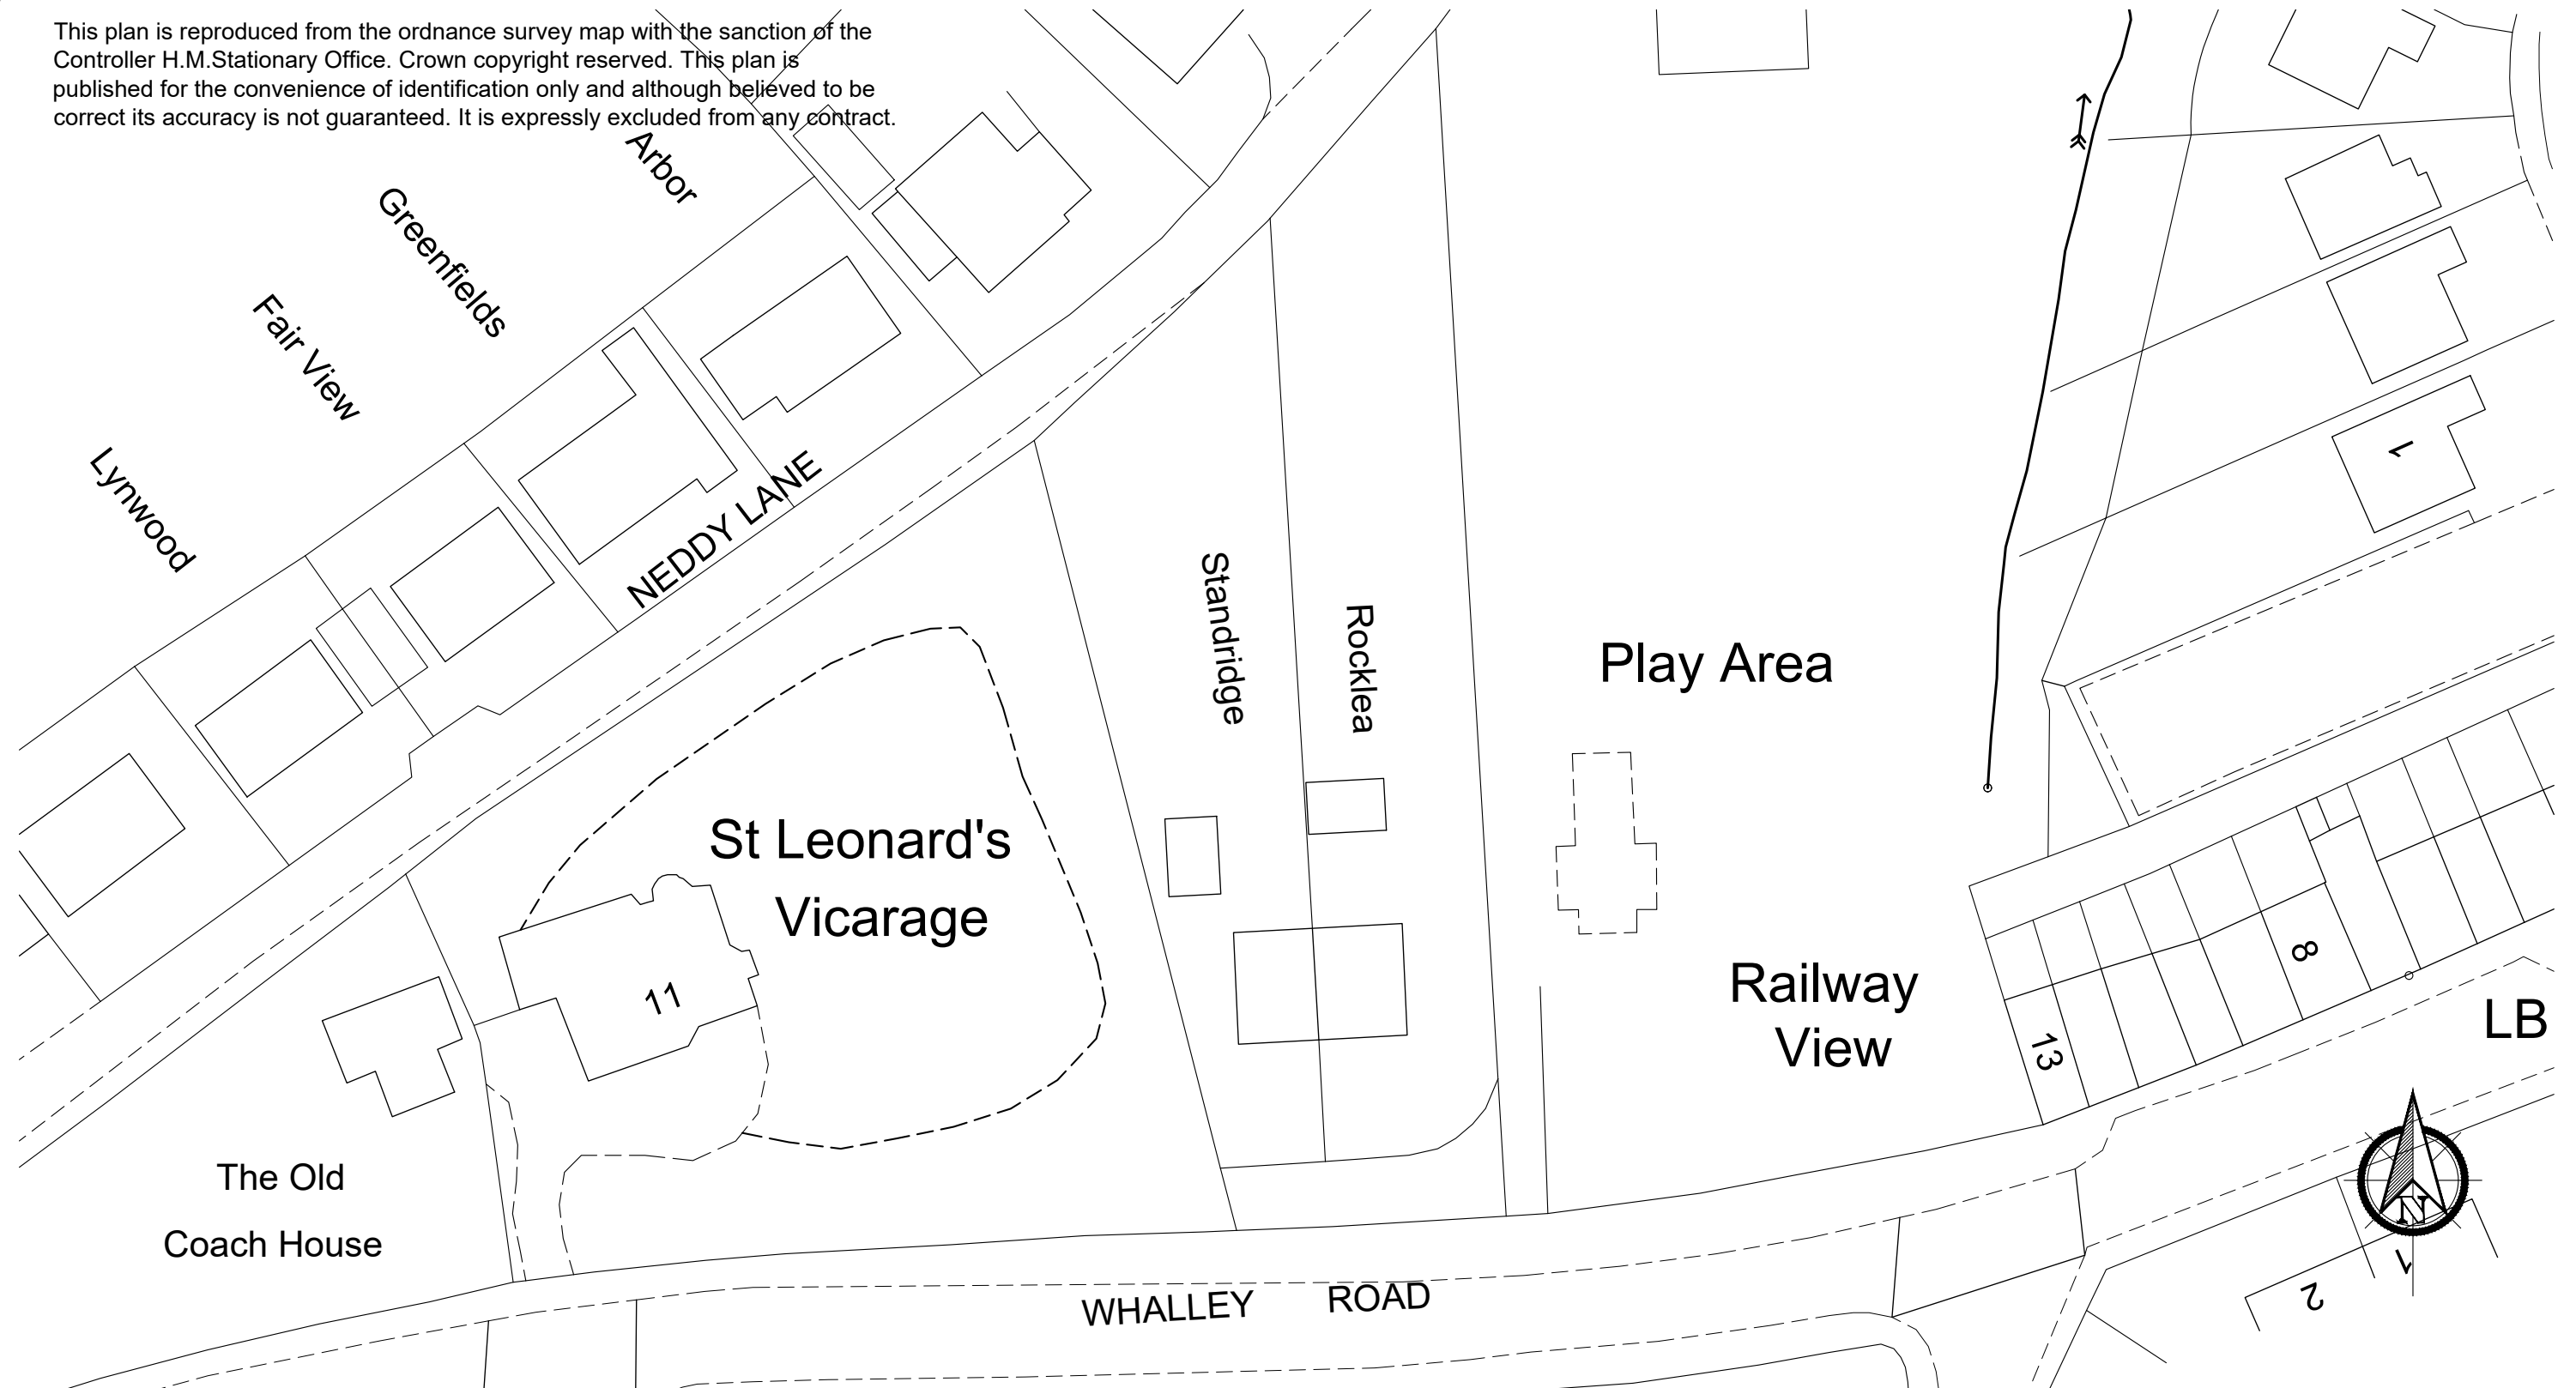 This plan is reproduced from the ordnance survey map with the sanction of the
Controller H.M.Stationary Office. Crown copyright reserved. This plan is
published for the convenience of identification only and although believed to be
correct its accuracy is not guaranteed. It is expressly excluded from any contract.
Arbor
Greenfields
Fair View
Lynwood
NEDDY LANE
1
Standridge
Rocklea
Play Area
St Leonard's
Vicarage
11
Railway
View
8
13
LB
The Old
Coach House
N
1
2
WHALLEY ROAD